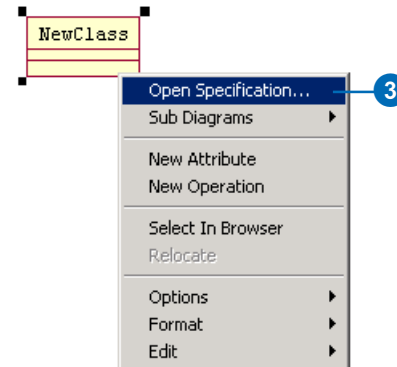 NewClass
Open Specification...
3
Sub Diagrams
New Attribute
New Operation
Select In Browser
Relocate
Options
Format
Edit